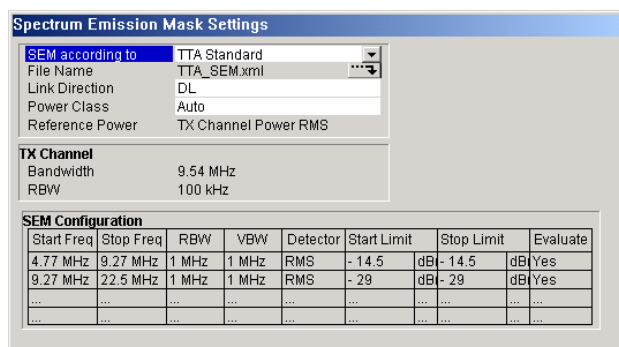 Spectrum Emission Mask Settings
SEM according to TTA Standard
File Name TTA_SEM.xml
Link Direction DL
Power Class Auto
Reference Power TX Channel Power RMS
TX Channel
Bandwidth 9.54 MHz
RBW 100 kHz
SEM Configuration
Start Freq Stop Freq RBW VBW Detector Start Limit Stop Limit Evaluate
4.77 MHz 9.27 MHz 1 MHz 1 MHz RMS - 14.5 dB - 14.5 dB Yes
9.27 MHz 22.5 MHz 1 MHz 1 MHz RMS - 29 dB - 29 dB Yes
... ... ... ... ... ... ... ... ... ...
... ... ... ... ... ... ... ... ... ...